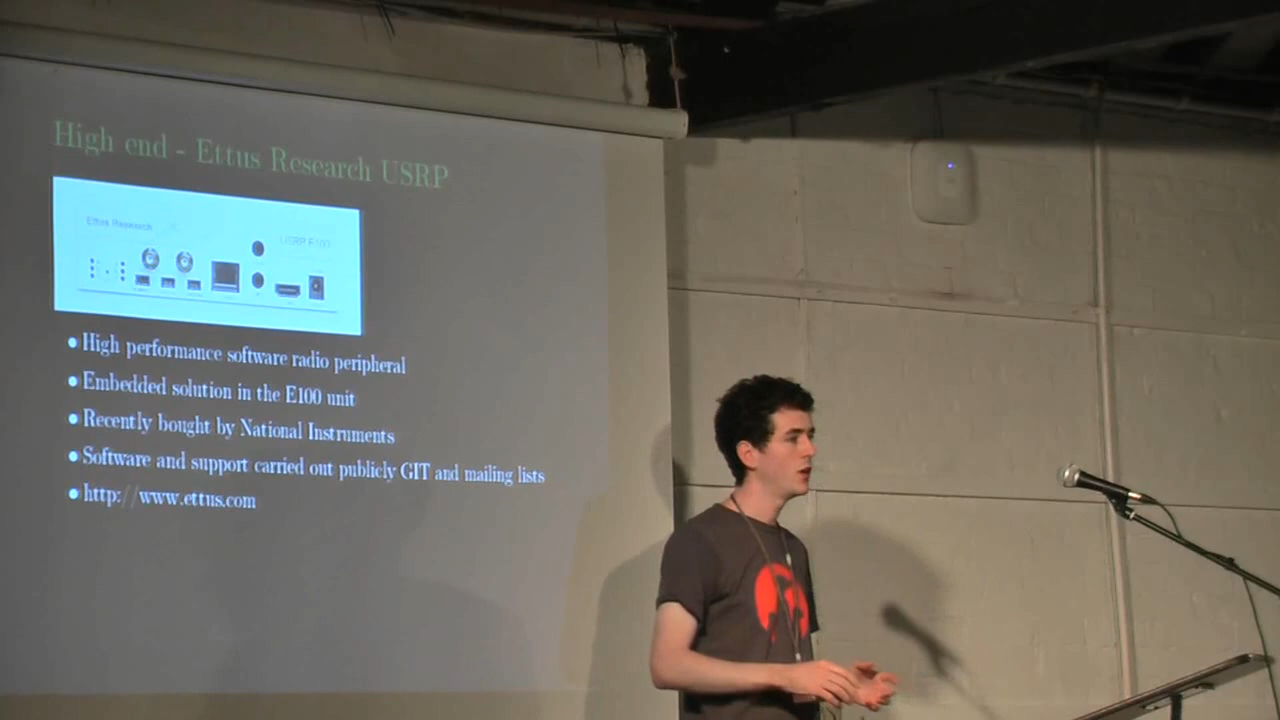 High end - Ettus Research USRP
Ettus Research
USRP E100
• High performance software radio peripheral
• Embedded solution in the E100 unit
• Recently bought by National Instruments
• Software and support carried out publicly GIT and mailing lists
• http://www.ettus.com